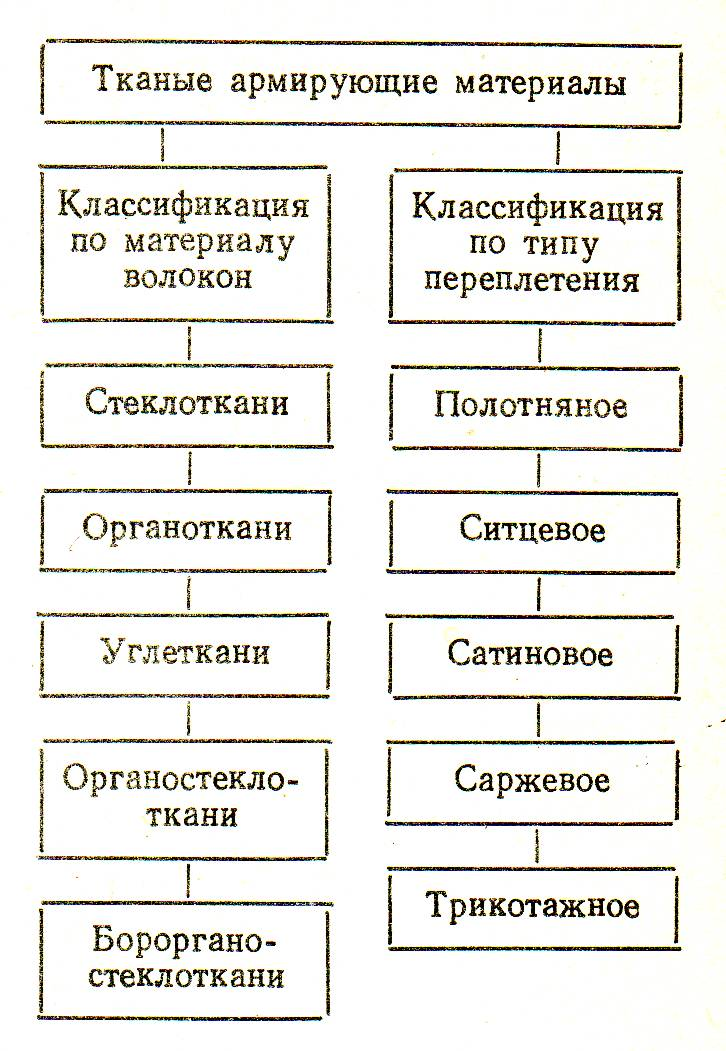 Тканые армирующие материалы
Классификация
по материалу
волокон
Стеклоткани
Органоткани
Углеткани
Органостекло-
ткани
Бороргано-
стеклоткани
Классификация
по типу
переплетения
Полотняное
Ситцевое
Сатиновое
Саржевое
Трикотажное